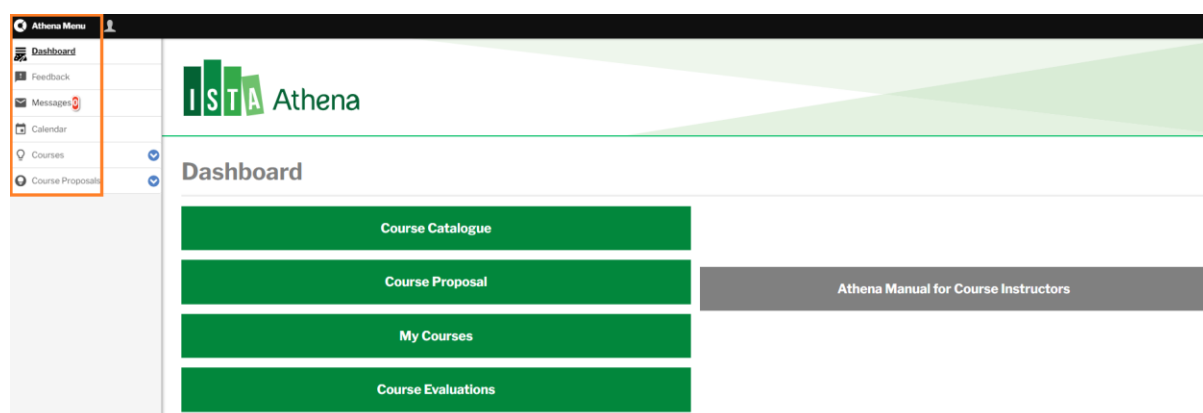 Athena Menu
Dashboard
Feedback
Messages 0
Calendar
Courses
Course Proposals
ISTA Athena
Dashboard
Course Catalogue
Course Proposal
My Courses
Course Evaluations
Athena Manual for Course Instructors